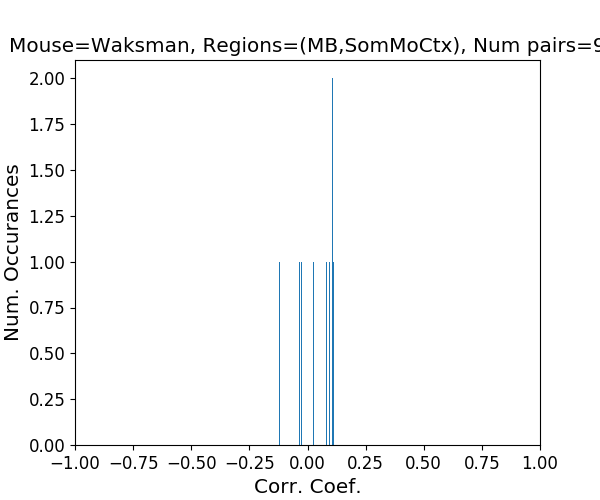 Mouse=Waksman, Regions=(MB,SomMoCtx), Num pairs=9
2.00
1.75
1.50
1.25
1.00
0.75
0.50
0.25
0.00
Num. Occurances
−1.00 −0.75 −0.50 −0.25 0.00 0.25 0.50 0.75 1.00
Corr. Coef.